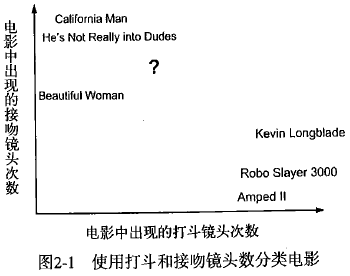 California Man
He's Not Really into Dudes
?
Beautiful Woman
Kevin Longblade
Robo Slayer 3000
Amped II
电影中出现的接吻镜头次数
电影中出现的打斗镜头次数
图2-1 使用打斗和接吻镜头数分类电影